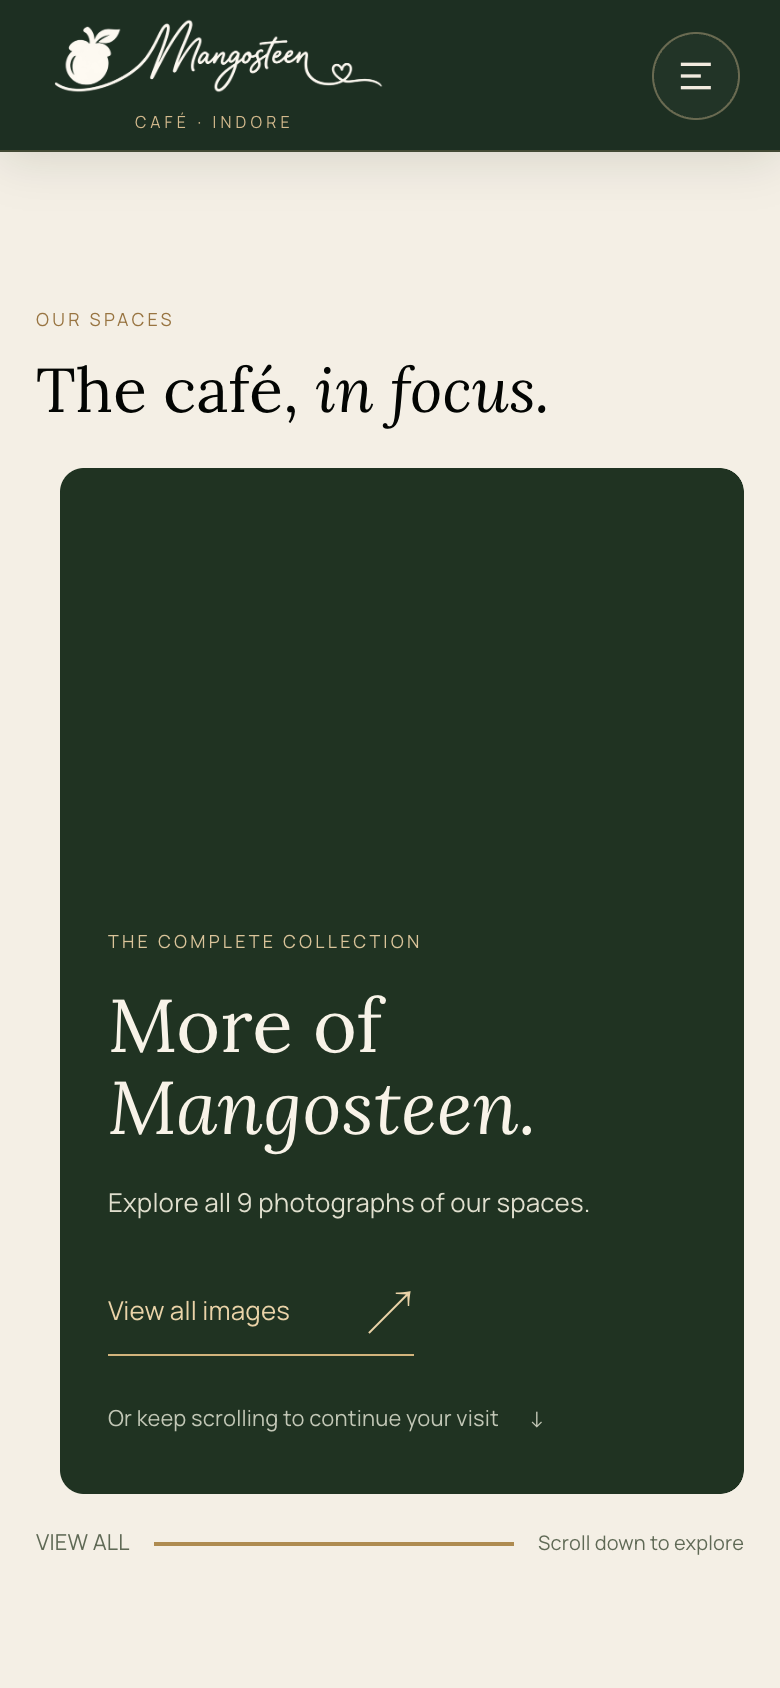 Mangosteen
CAFÉ · INDORE
OUR SPACES
The café, in focus.
THE COMPLETE COLLECTION
More of
Mangosteen.
Explore all 9 photographs of our spaces.
View all images
Or keep scrolling to continue your visit ↓
VIEW ALL
Scroll down to explore